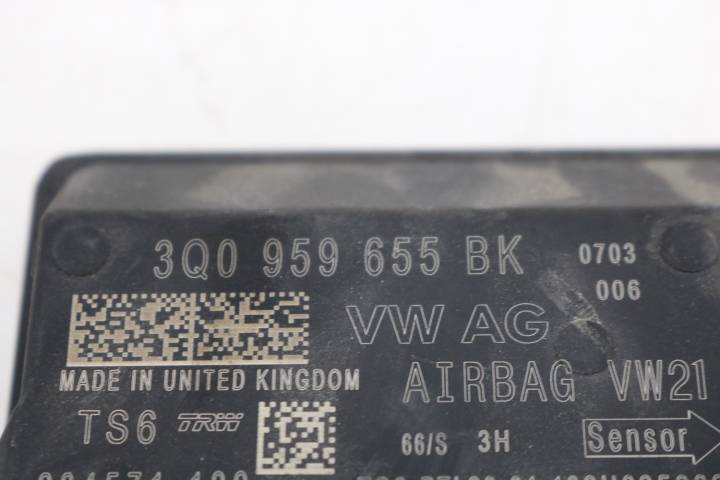 3Q0 959 655 BK 0703
006
VW AG
MADE IN UNITED KINGDOM
AIRBAG VW21
TS6 TRW
66/S 3H Sensor